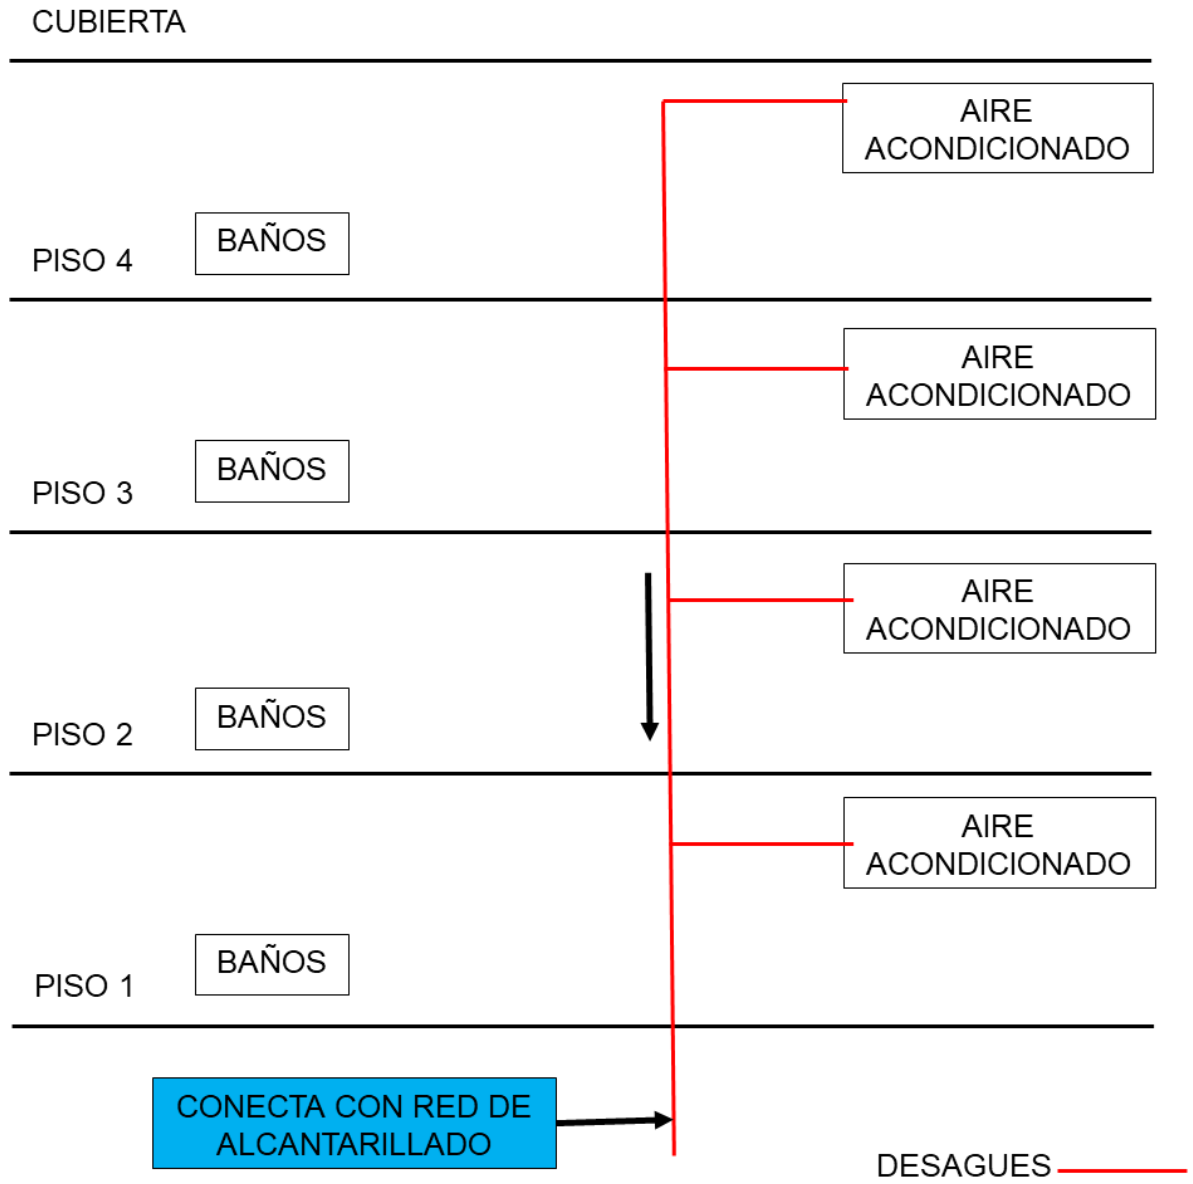 CUBIERTA
AIRE
ACONDICIONADO
BAÑOS
PISO 4
AIRE
ACONDICIONADO
BAÑOS
PISO 3
AIRE
ACONDICIONADO
BAÑOS
PISO 2
AIRE
ACONDICIONADO
BAÑOS
PISO 1
CONECTA CON RED DE
ALCANTARILLADO
DESAGUES